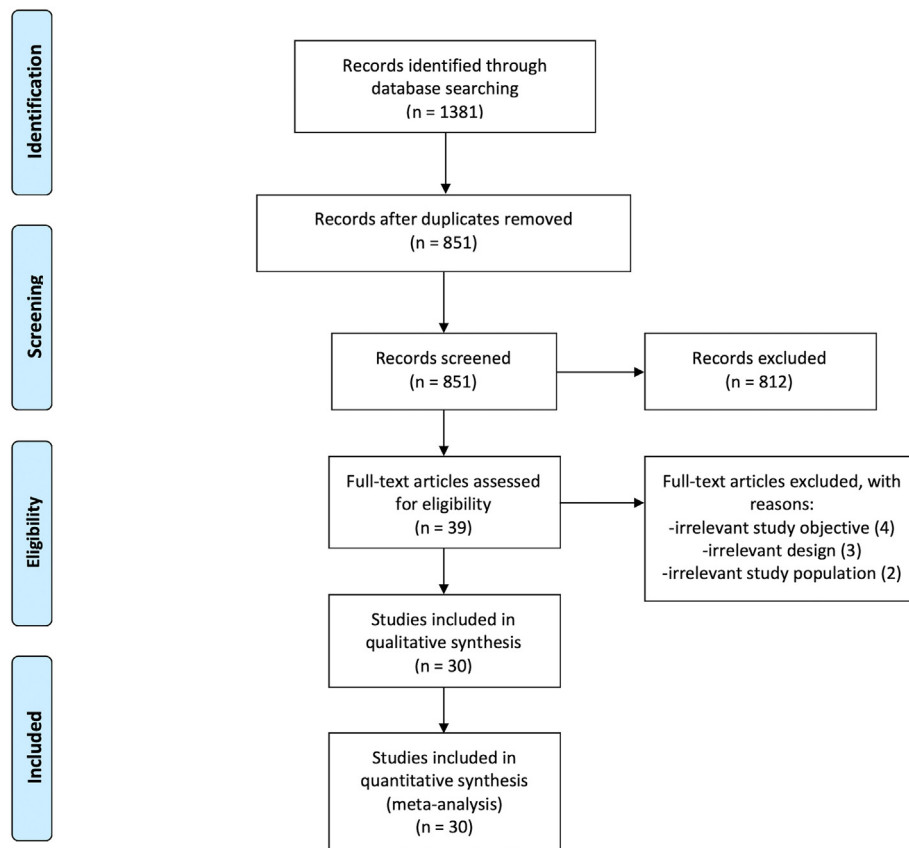 Identification
Records identified through
database searching
(n = 1381)
Records after duplicates removed
(n = 851)
Screening
Records screened
(n = 851)
Records excluded
(n = 812)
Eligibility
Full-text articles assessed
for eligibility
(n = 39)
Full-text articles excluded, with
reasons:
-irrelevant study objective (4)
-irrelevant design (3)
-irrelevant study population (2)
Studies included in
qualitative synthesis
(n = 30)
Included
Studies included in
quantitative synthesis
(meta-analysis)
(n = 30)